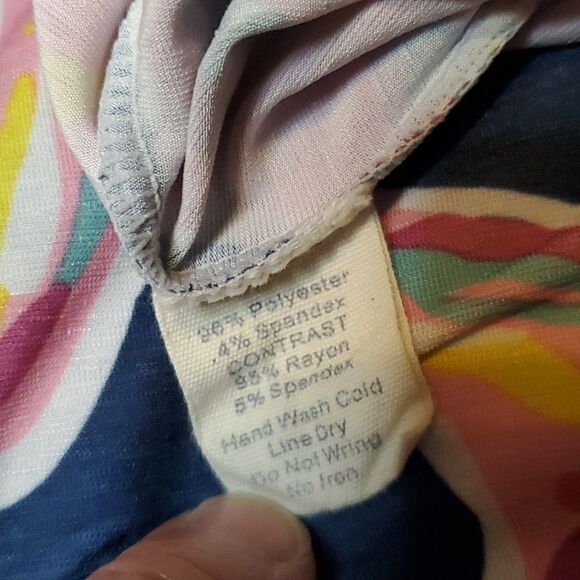 96% Polyester
4% Spandex
CONTRAST
95% Rayon
5% Spandex
Hand Wash Cold
Line Dry
Do Not Wring
No Iron